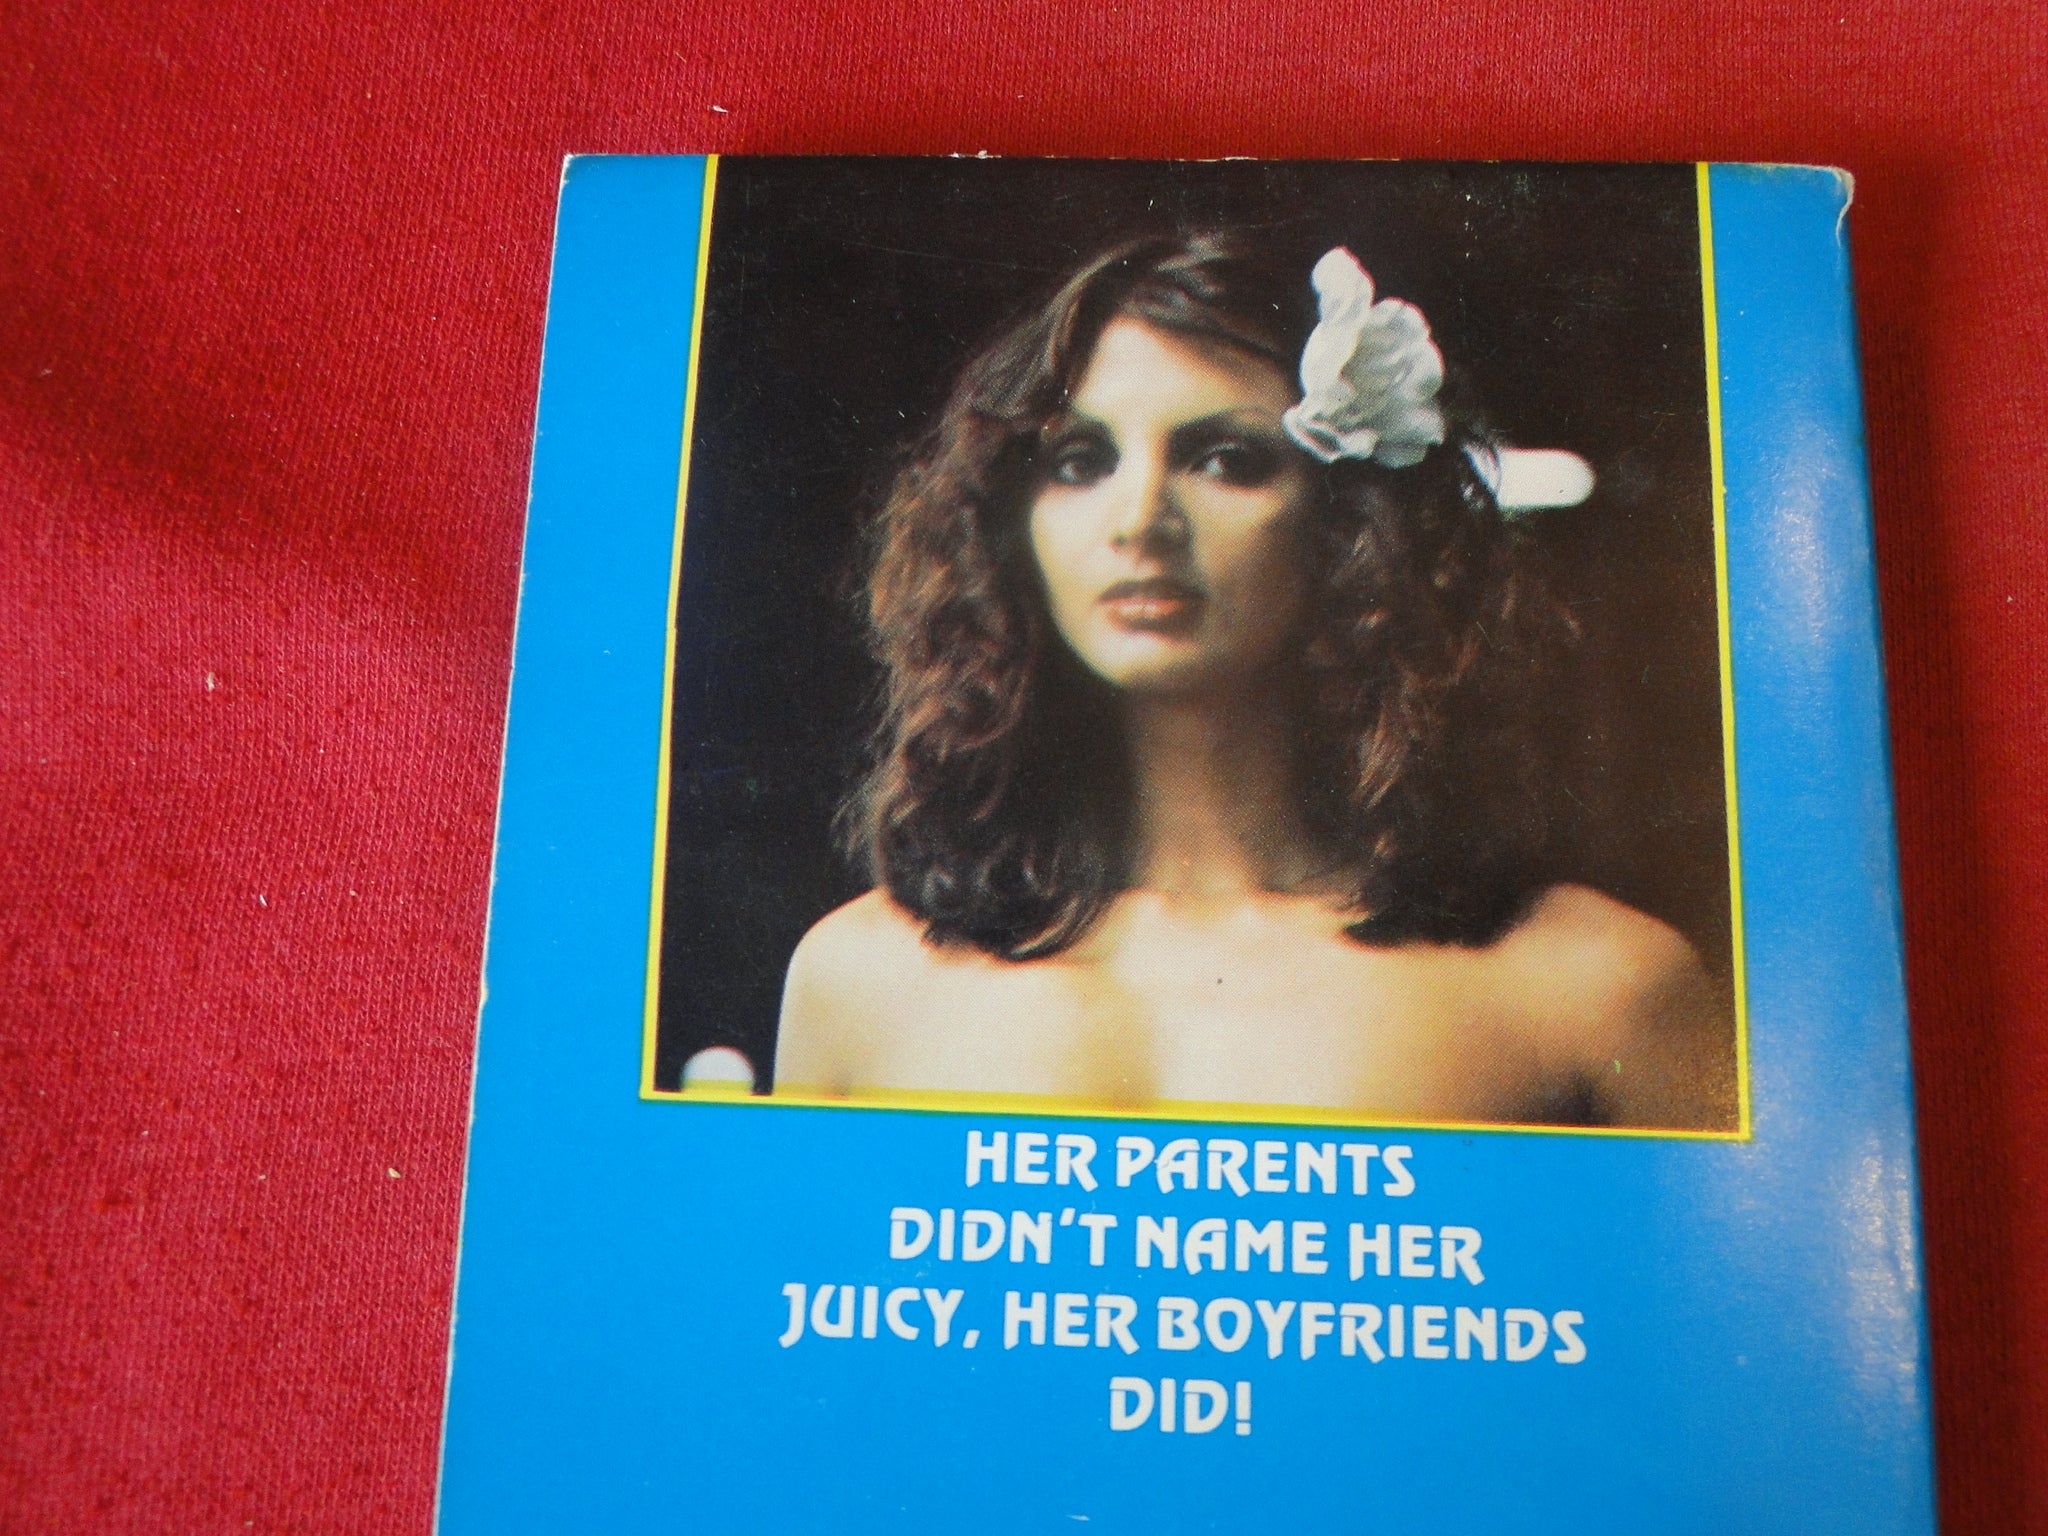 HER PARENTS
DIDN'T NAME HER
JUICY, HER BOYFRIENDS
DID!